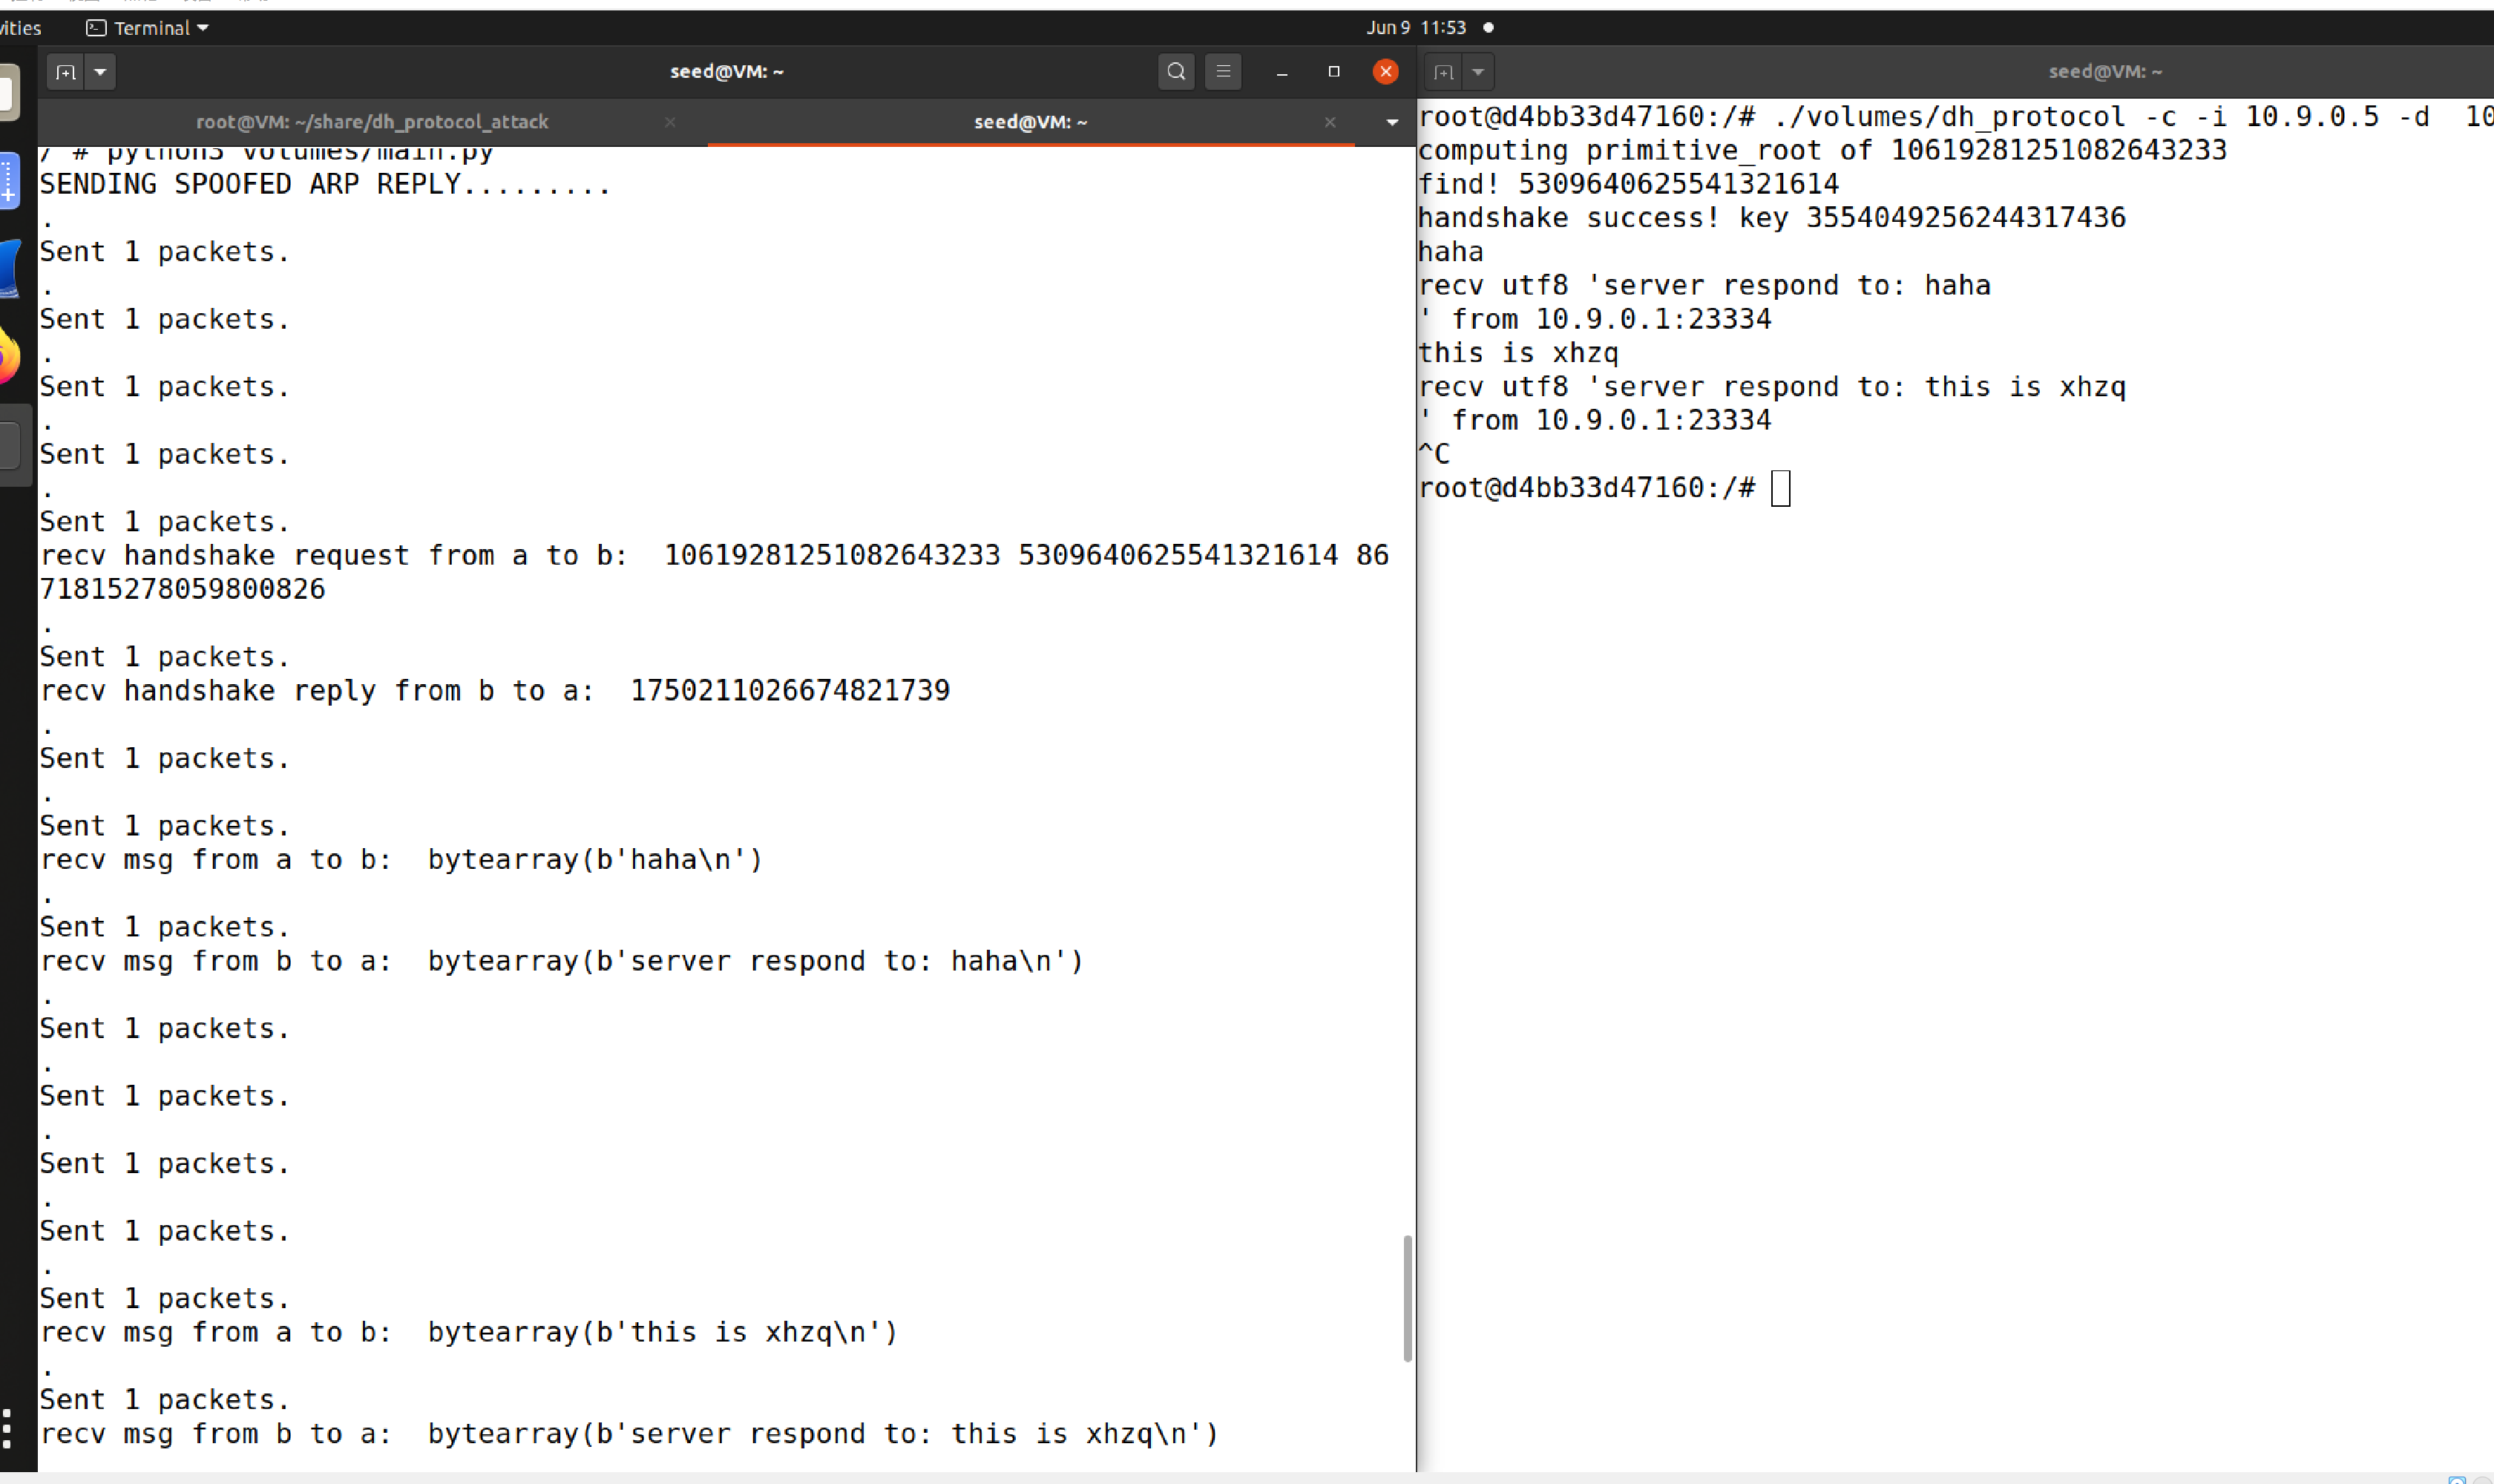 vities
Terminal
Jun 9 11:53
seed@VM: ~
root@VM: ~/share/dh_protocol_attack
seed@VM: ~
/ # python3 volumes/main.py
SENDING SPOOFED ARP REPLY.........
.
Sent 1 packets.
.
Sent 1 packets.
.
Sent 1 packets.
.
Sent 1 packets.
.
Sent 1 packets.
recv handshake request from a to b:  10619281251082643233 5309640625541321614 86
71815278059800826
.
Sent 1 packets.
recv handshake reply from b to a:  1750211026674821739
.
Sent 1 packets.
.
Sent 1 packets.
recv msg from a to b:  bytearray(b'haha\n')
.
Sent 1 packets.
recv msg from b to a:  bytearray(b'server respond to: haha\n')
.
Sent 1 packets.
.
Sent 1 packets.
.
Sent 1 packets.
.
Sent 1 packets.
.
Sent 1 packets.
recv msg from a to b:  bytearray(b'this is xhzq\n')
.
Sent 1 packets.
recv msg from b to a:  bytearray(b'server respond to: this is xhzq\n')
seed@VM: ~
root@d4bb33d47160:/# ./volumes/dh_protocol -c -i 10.9.0.5 -d  10
computing primitive_root of 10619281251082643233
find! 5309640625541321614
handshake success! key 3554049256244317436
haha
recv utf8 'server respond to: haha
' from 10.9.0.1:23334
this is xhzq
recv utf8 'server respond to: this is xhzq
' from 10.9.0.1:23334
^C
root@d4bb33d47160:/#